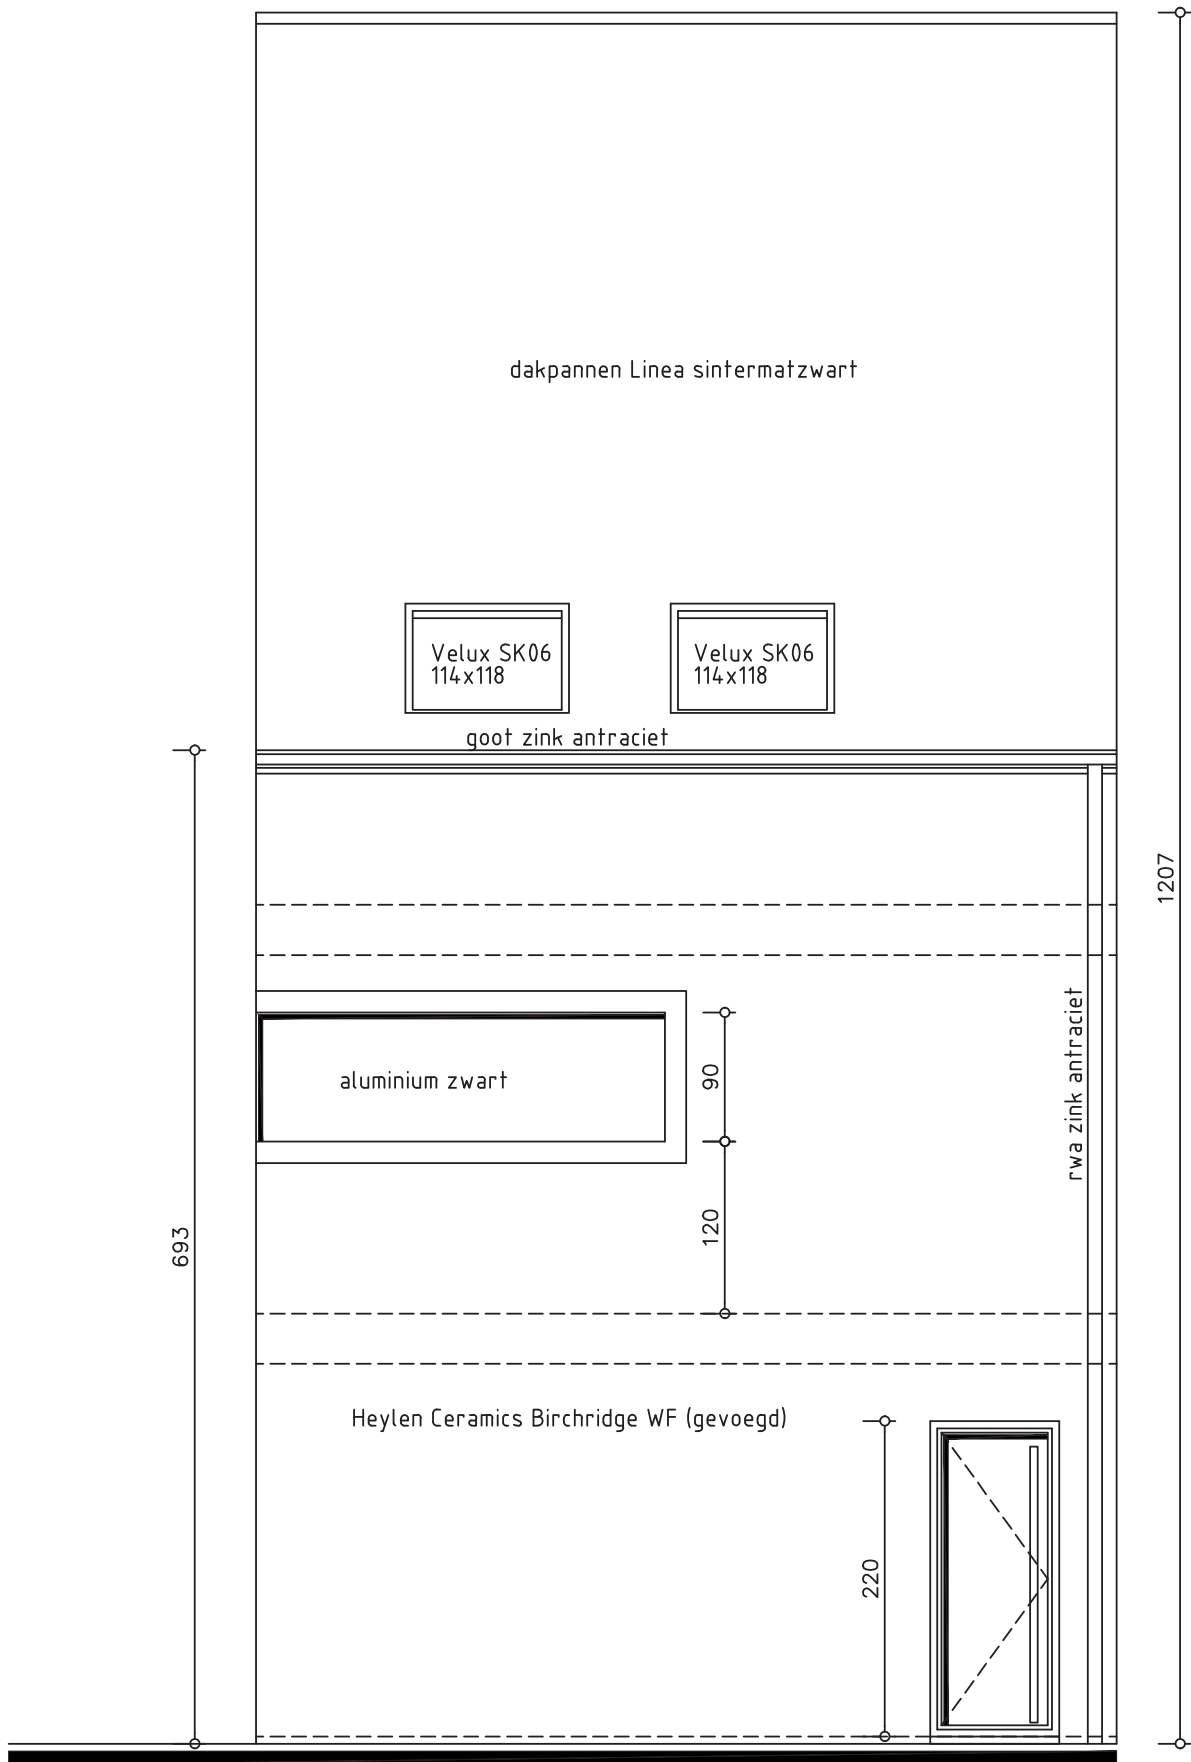 dakpannen Linea sintermatzwart
Velux SK06
114x118
Velux SK06
114x118
goot zink antraciet
1207
rwa zink antraciet
90
aluminium zwart
120
693
Heylen Ceramics Birchridge WF (gevoegd)
220